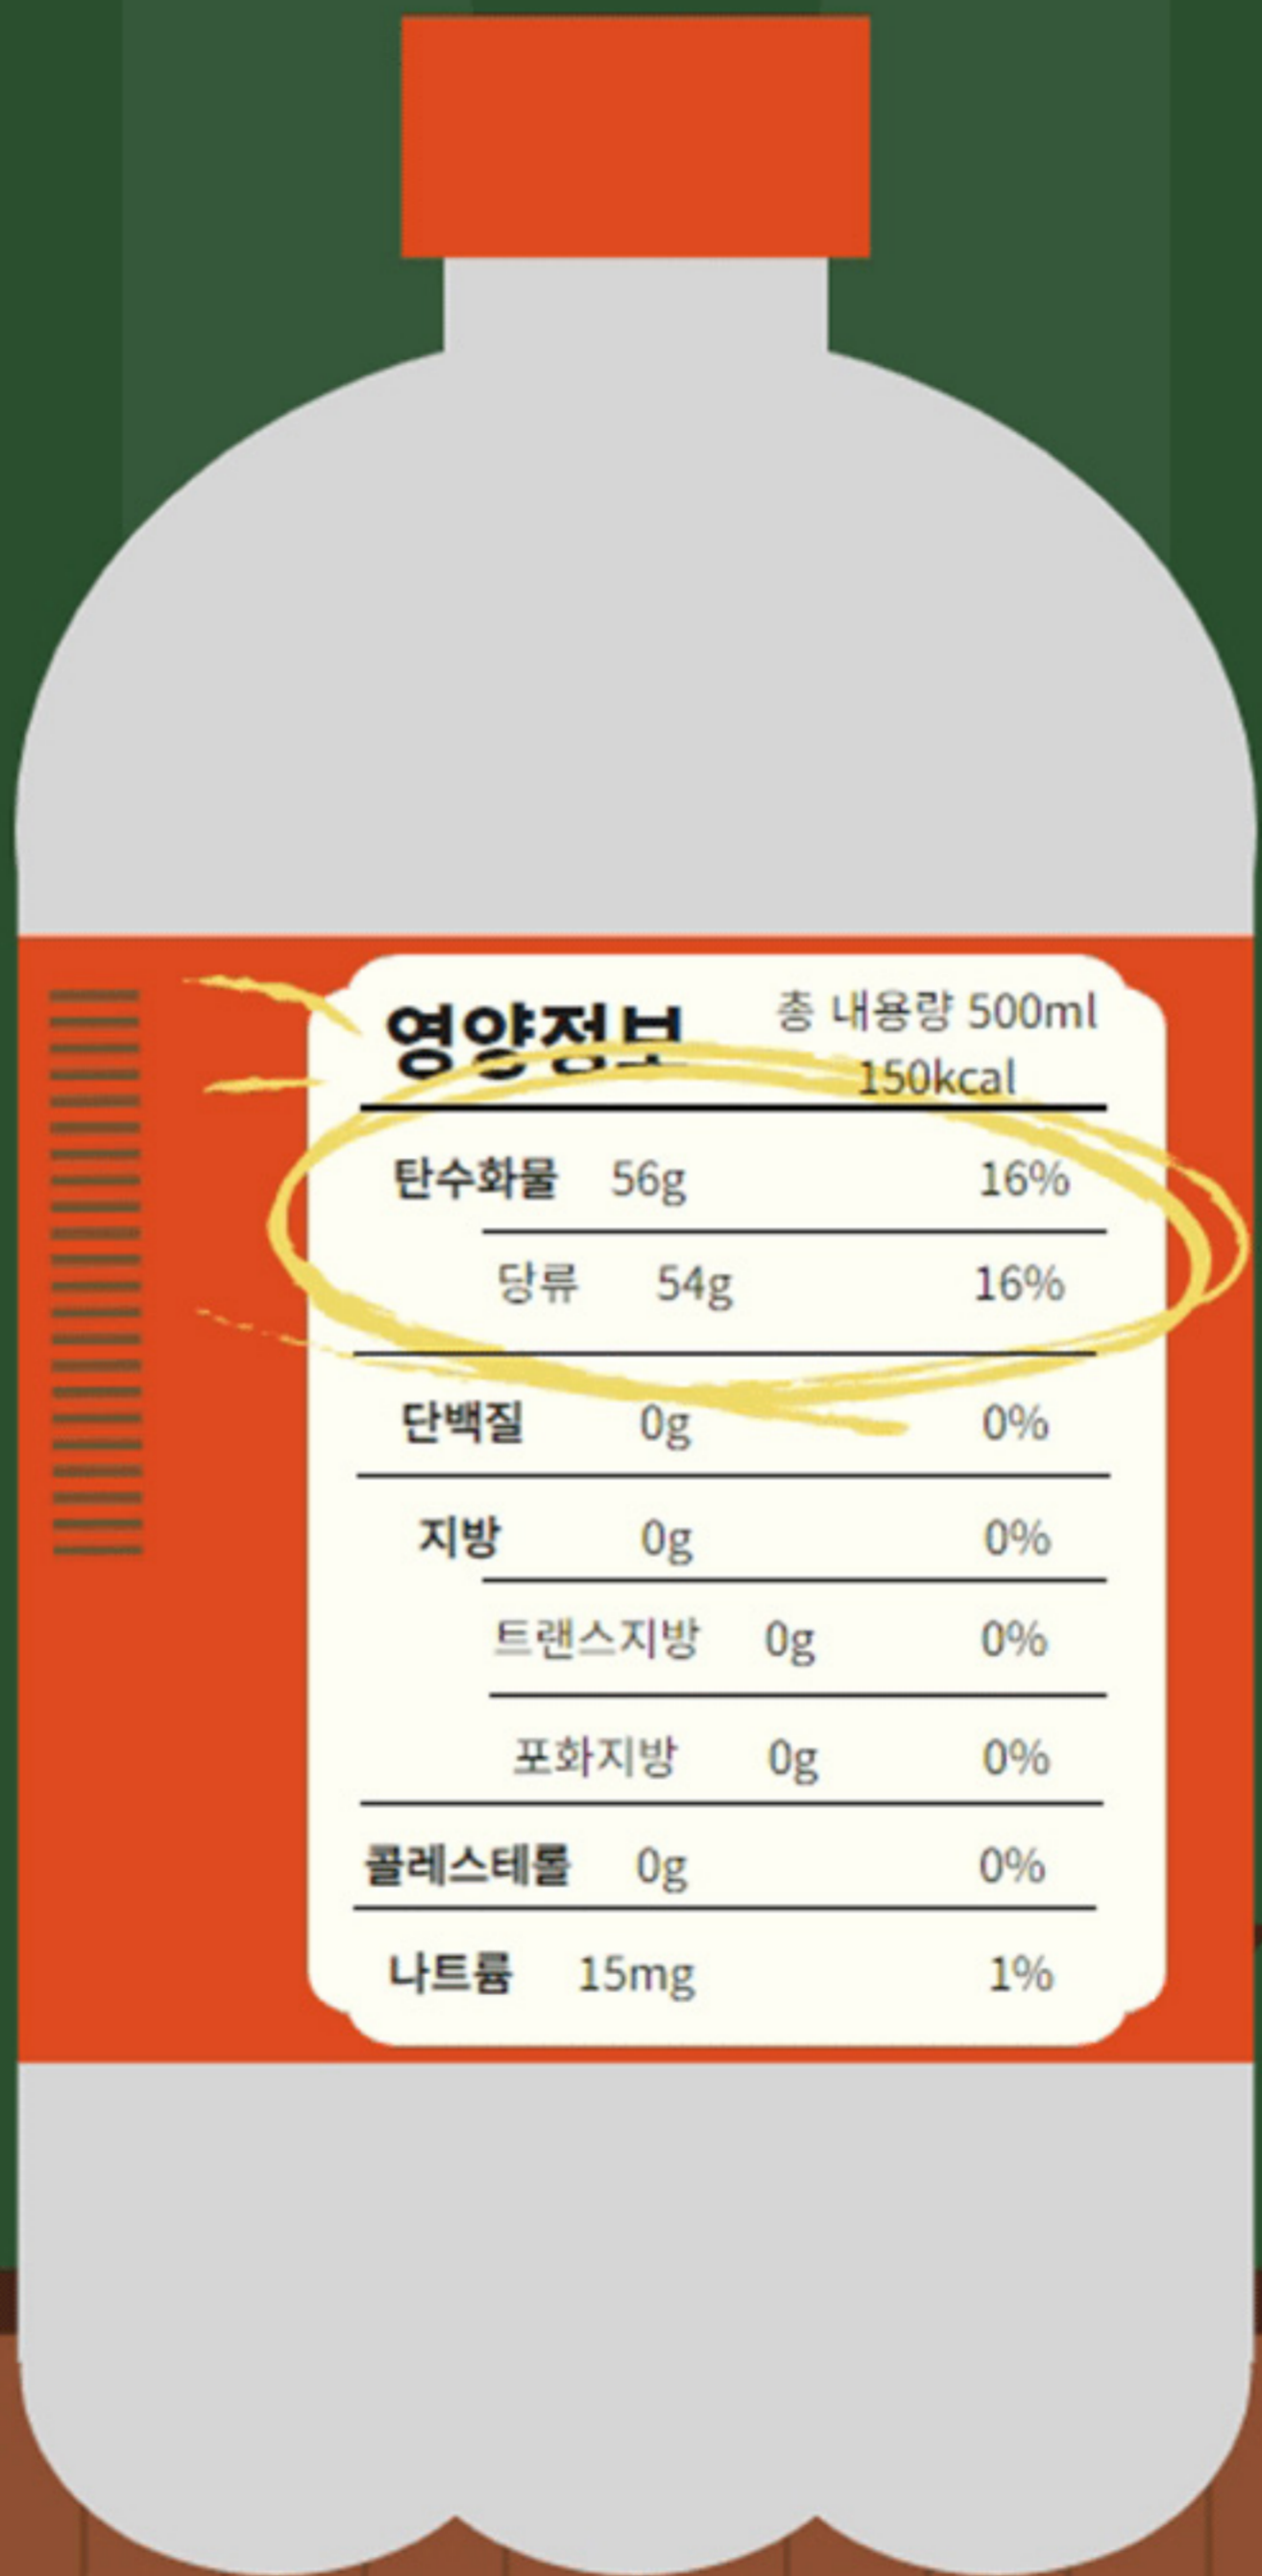 영양정보
총 내용량 500ml
150kcal
탄수화물 56g 16%
당류 54g 16%
단백질 0g 0%
지방 0g 0%
트랜스지방 0g 0%
포화지방 0g 0%
콜레스테롤 0g 0%
나트륨 15mg 1%